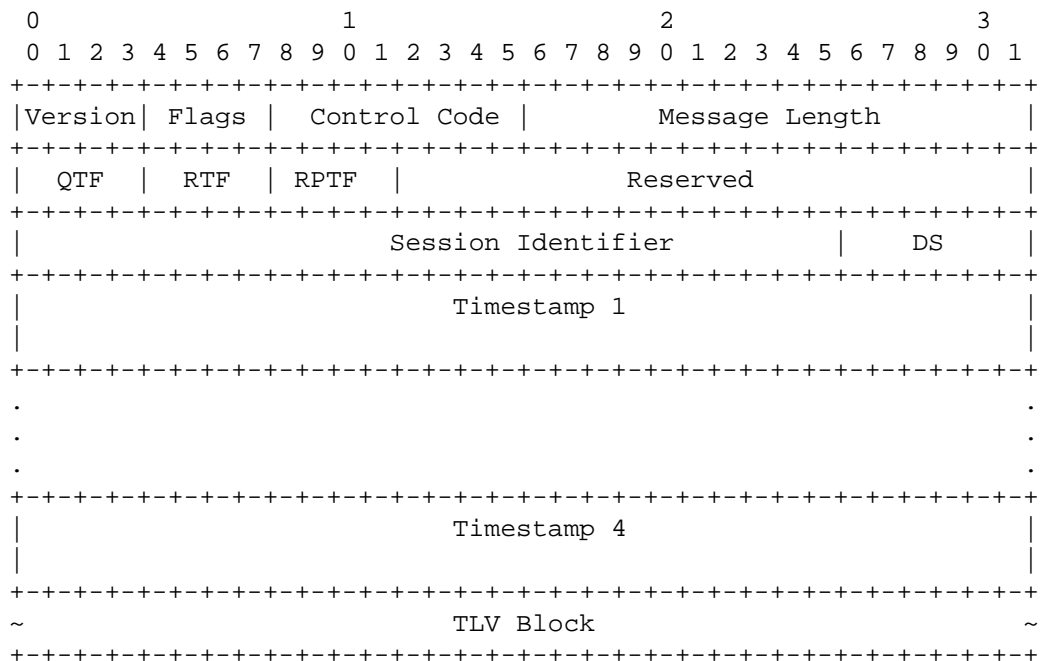 0                   1                   2                   3
 0 1 2 3 4 5 6 7 8 9 0 1 2 3 4 5 6 7 8 9 0 1 2 3 4 5 6 7 8 9 0 1
+-+-+-+-+-+-+-+-+-+-+-+-+-+-+-+-+-+-+-+-+-+-+-+-+-+-+-+-+-+-+-+-+
|Version| Flags |  Control Code |        Message Length         |
+-+-+-+-+-+-+-+-+-+-+-+-+-+-+-+-+-+-+-+-+-+-+-+-+-+-+-+-+-+-+-+-+
|  QTF  |  RTF  | RPTF  |              Reserved                 |
+-+-+-+-+-+-+-+-+-+-+-+-+-+-+-+-+-+-+-+-+-+-+-+-+-+-+-+-+-+-+-+-+
|                       Session Identifier          |    DS     |
+-+-+-+-+-+-+-+-+-+-+-+-+-+-+-+-+-+-+-+-+-+-+-+-+-+-+-+-+-+-+-+-+
|                           Timestamp 1                         |
|                                                               |
+-+-+-+-+-+-+-+-+-+-+-+-+-+-+-+-+-+-+-+-+-+-+-+-+-+-+-+-+-+-+-+-+
.                                                               .
.                                                               .
.                                                               .
+-+-+-+-+-+-+-+-+-+-+-+-+-+-+-+-+-+-+-+-+-+-+-+-+-+-+-+-+-+-+-+-+
|                           Timestamp 4                         |
|                                                               |
+-+-+-+-+-+-+-+-+-+-+-+-+-+-+-+-+-+-+-+-+-+-+-+-+-+-+-+-+-+-+-+-+
~                           TLV Block                           ~
+-+-+-+-+-+-+-+-+-+-+-+-+-+-+-+-+-+-+-+-+-+-+-+-+-+-+-+-+-+-+-+-+